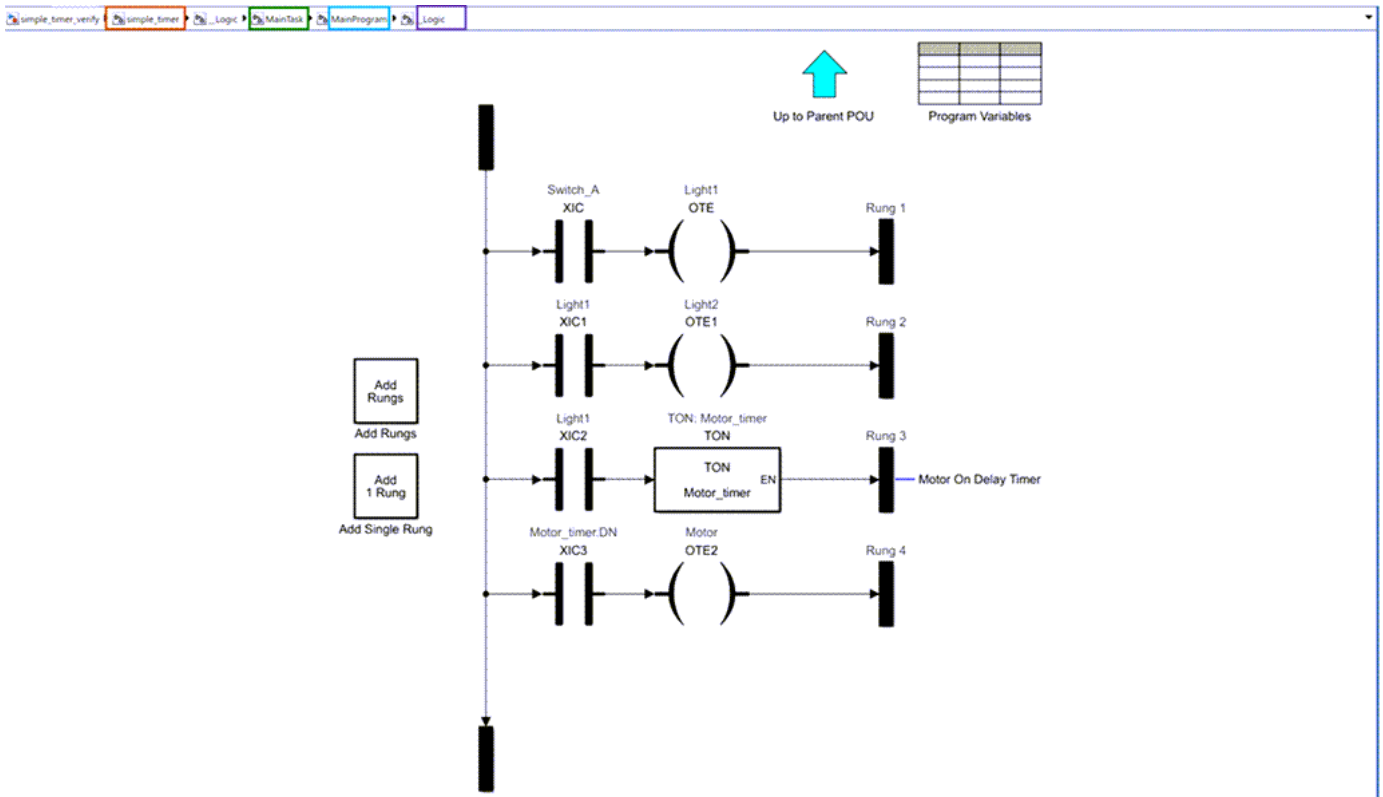 simple_timer_verify simple_timer _Logic MainTask MainProgram _Logic
Up to Parent POU
Program Variables
Switch_A
XIC
Light1
OTE
Rung 1
Light1
XIC1
Light2
OTE1
Rung 2
Add
Rungs
Add Rungs
Light1
XIC2
TON: Motor_timer
TON
TON
EN
Motor_timer
Rung 3
Motor On Delay Timer
Add
1 Rung
Add Single Rung
Motor_timer.DN
XIC3
Motor
OTE2
Rung 4